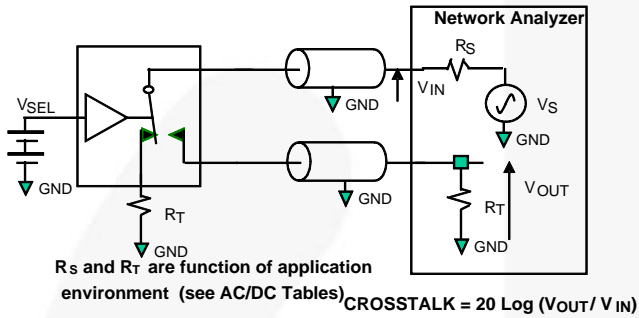 Network Analyzer
RS
VIN
GND
VS
GND
VSEL
GND
RT
GND
GND
VOUT
RT
GND
RS and RT are function of application
environment (see AC/DC Tables)
CROSSTALK = 20 Log (VOUT/ VIN)